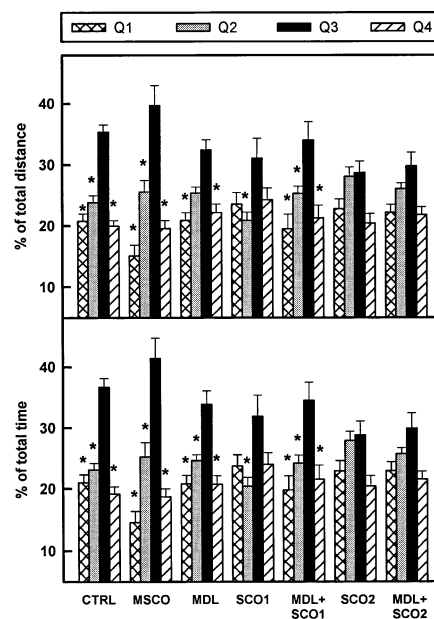 Q1 Q2 Q3 Q4
% of total distance
40
30
20
10
% of total time
40
30
20
10
CTRL MSCO MDL SCO1 MDL+ SCO2 MDL+
SCO1 SCO2